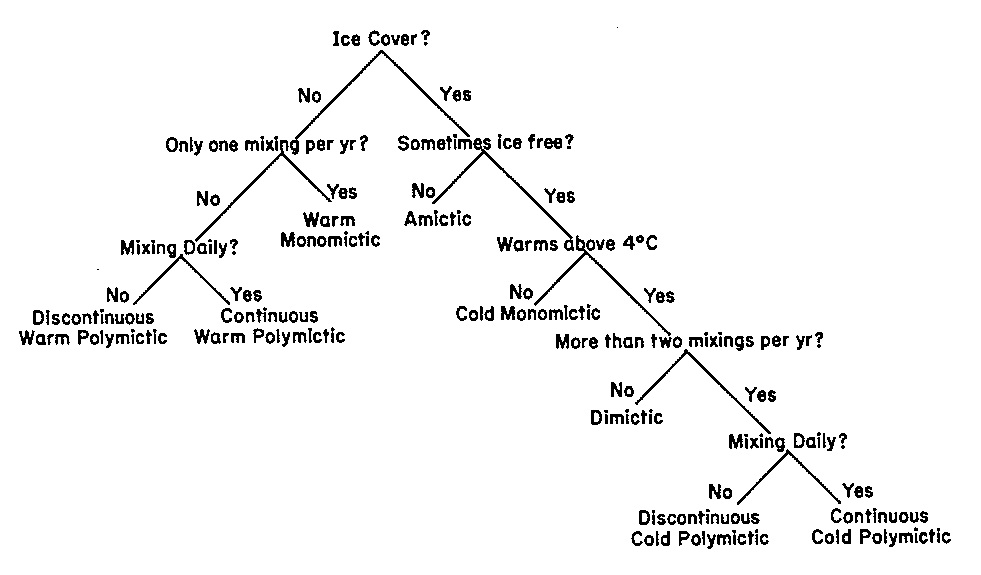 Ice Cover?
No
Yes
Only one mixing per yr?
Sometimes ice free?
No
Yes
No
Yes
Warm
Monomictic
Amictic
Mixing Daily?
Warms above 4°C
No
Yes
No
Yes
Discontinuous
Warm Polymictic
Continuous
Warm Polymictic
Cold Monomictic
More than two mixings per yr?
No
Yes
Dimictic
Mixing Daily?
No
Yes
Discontinuous
Cold Polymictic
Continuous
Cold Polymictic